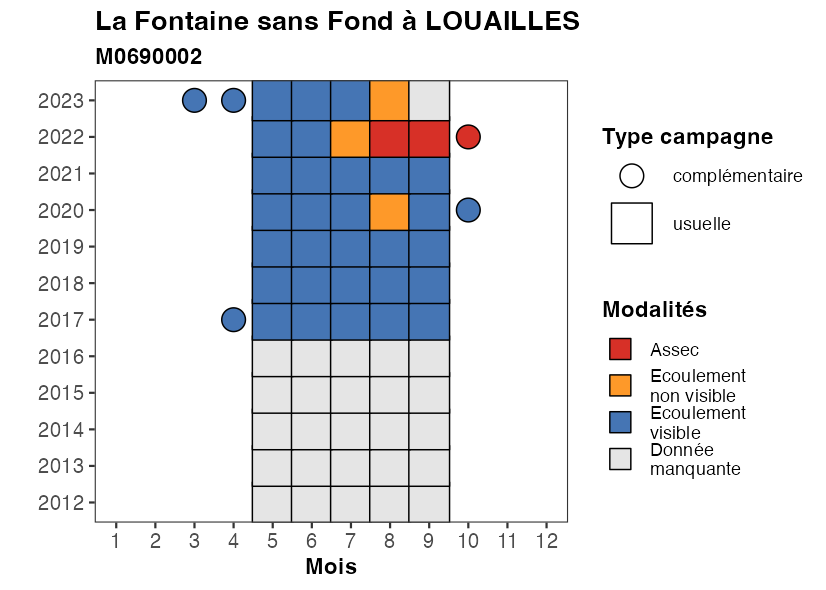 La Fontaine sans Fond à LOUAILLES
M0690002
2023
2022
2021
2020
2019
2018
2017
2016
2015
2014
2013
2012
1 2 3 4 5 6 7 8 9 10 11 12
Mois
Type campagne
complémentaire
usuelle
Modalités
Assec
Ecoulement
non visible
Ecoulement
visible
Donnée
manquante